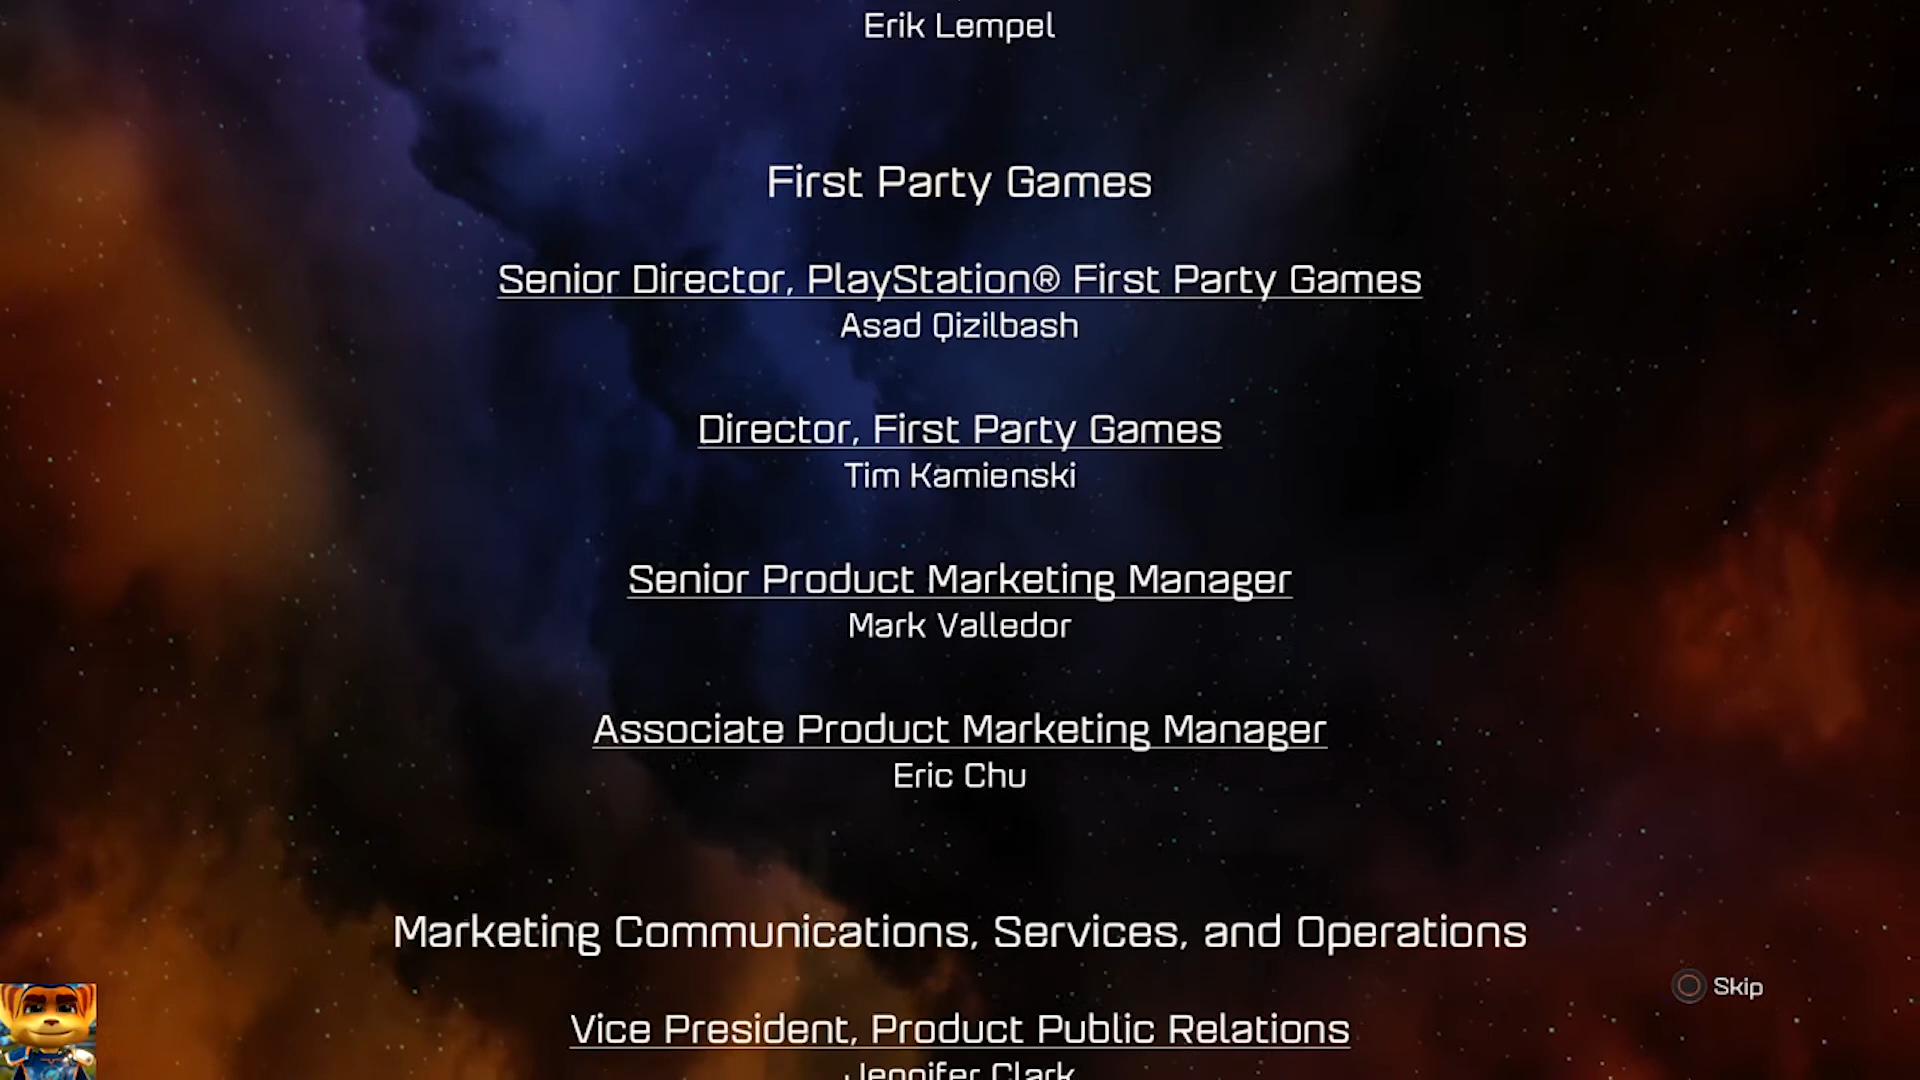 Erik Lempel
First Party Games
Senior Director, PlayStation® First Party Games
Asad Qizilbash
Director, First Party Games
Tim Kamienski
Senior Product Marketing Manager
Mark Valledor
Associate Product Marketing Manager
Eric Chu
Marketing Communications, Services, and Operations
Skip
Vice President, Product Public Relations
Jennifer Clark